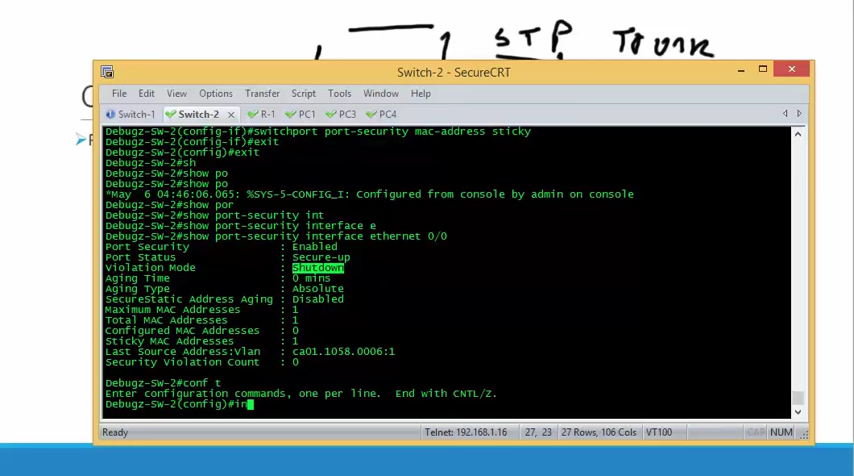 STP Trunk
Switch-2 - SecureCRT
File Edit View Options Transfer Script Tools Window Help
Switch-1 Switch-2 R-1 PC1 PC3 PC4
Debugz-SW-2(config-if)#switchport port-security mac-address sticky
Debugz-SW-2(config-if)#exit
Debugz-SW-2(config)#exit
Debugz-SW-2#sh
Debugz-SW-2#show po
Debugz-SW-2#show po
*May  6 04:46:06.065: %SYS-5-CONFIG_I: Configured from console by admin on console
Debugz-SW-2#show por
Debugz-SW-2#show port-security int
Debugz-SW-2#show port-security interface e
Debugz-SW-2#show port-security interface ethernet 0/0
Port Security : Enabled
Port Status : Secure-up
Violation Mode : Shutdown
Aging Time : 0 mins
Aging Type : Absolute
SecureStatic Address Aging : Disabled
Maximum MAC Addresses : 1
Total MAC Addresses : 1
Configured MAC Addresses : 0
Sticky MAC Addresses : 1
Last Source Address:Vlan : ca01.1058.0006:1
Security Violation Count : 0
Debugz-SW-2#conf t
Enter configuration commands, one per line.  End with CNTL/Z.
Debugz-SW-2(config)#in
Ready Telnet: 192.168.1.16 27, 23 27 Rows, 106 Cols VT100 CAP NUM